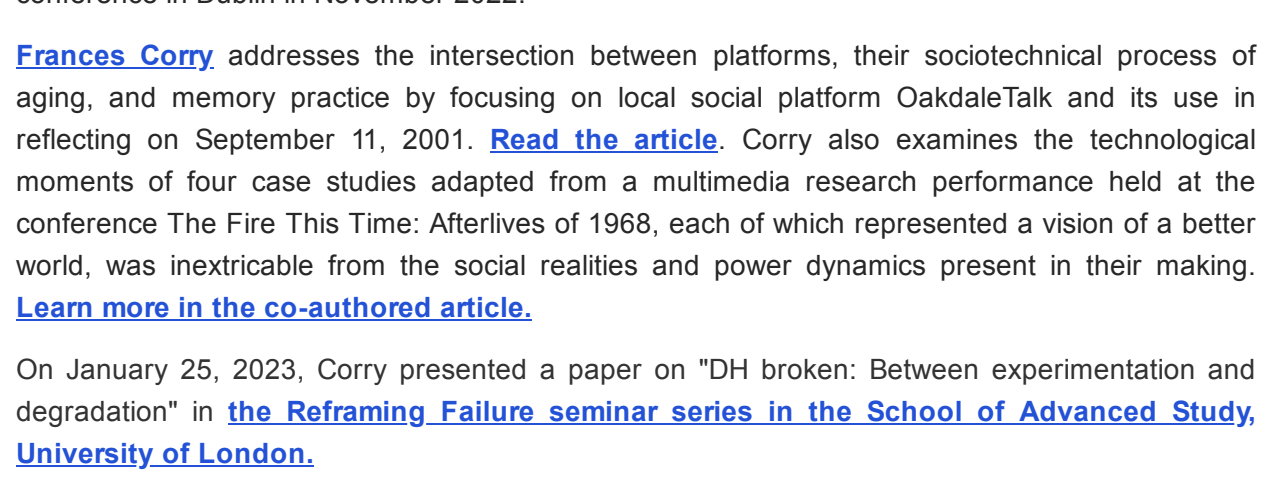 conference in Dublin in November 2022.
Frances Corry addresses the intersection between platforms, their sociotechnical process of
aging, and memory practice by focusing on local social platform OakdaleTalk and its use in
reflecting on September 11, 2001. Read the article. Corry also examines the technological
moments of four case studies adapted from a multimedia research performance held at the
conference The Fire This Time: Afterlives of 1968, each of which represented a vision of a better
world, was inextricable from the social realities and power dynamics present in their making.
Learn more in the co-authored article.
On January 25, 2023, Corry presented a paper on "DH broken: Between experimentation and
degradation" in the Reframing Failure seminar series in the School of Advanced Study,
University of London.